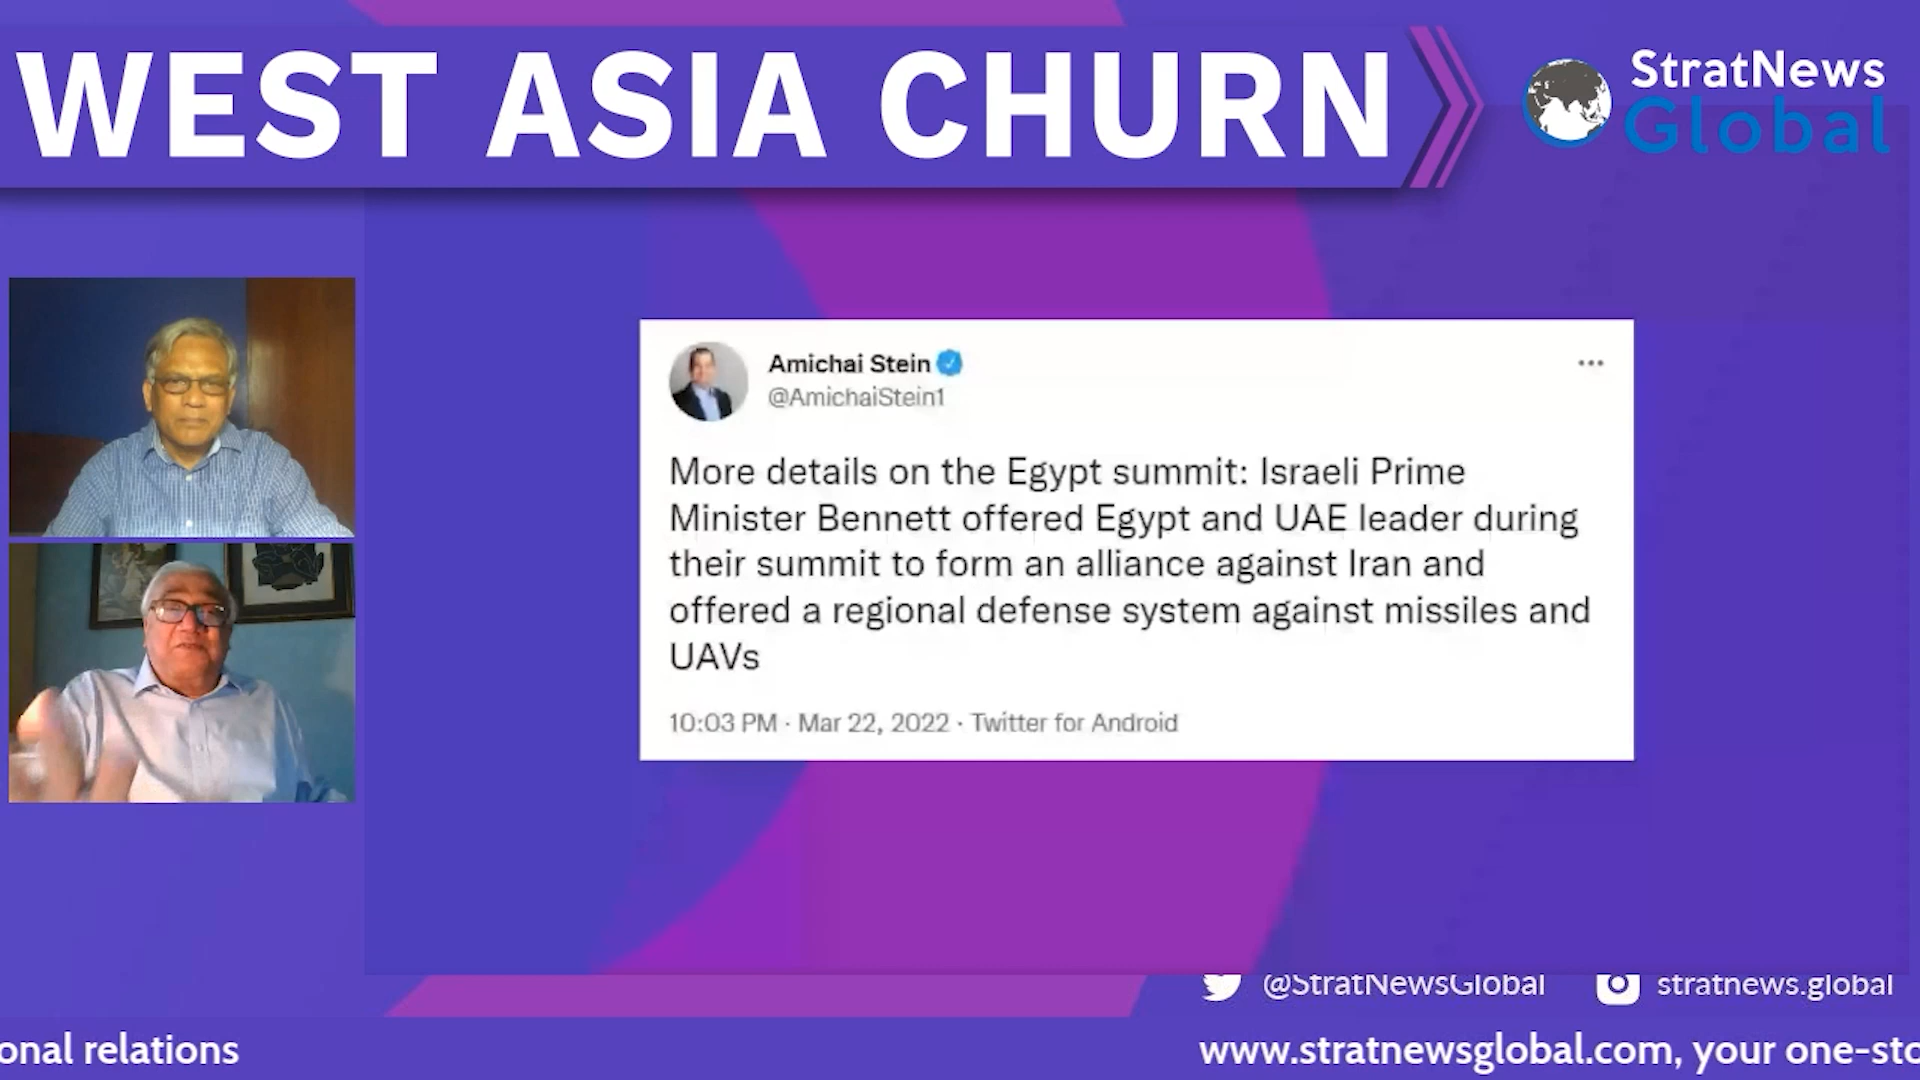 WEST ASIA CHURN
StratNews
Global
Amichai Stein
@AmichaiStein1
More details on the Egypt summit: Israeli Prime
Minister Bennett offered Egypt and UAE leader during
their summit to form an alliance against Iran and
offered a regional defense system against missiles and
UAVs
10:03 PM · Mar 22, 2022 · Twitter for Android
@StratNewsGlobal
stratnews.global
onal relations
www.stratnewsglobal.com, your one-sto